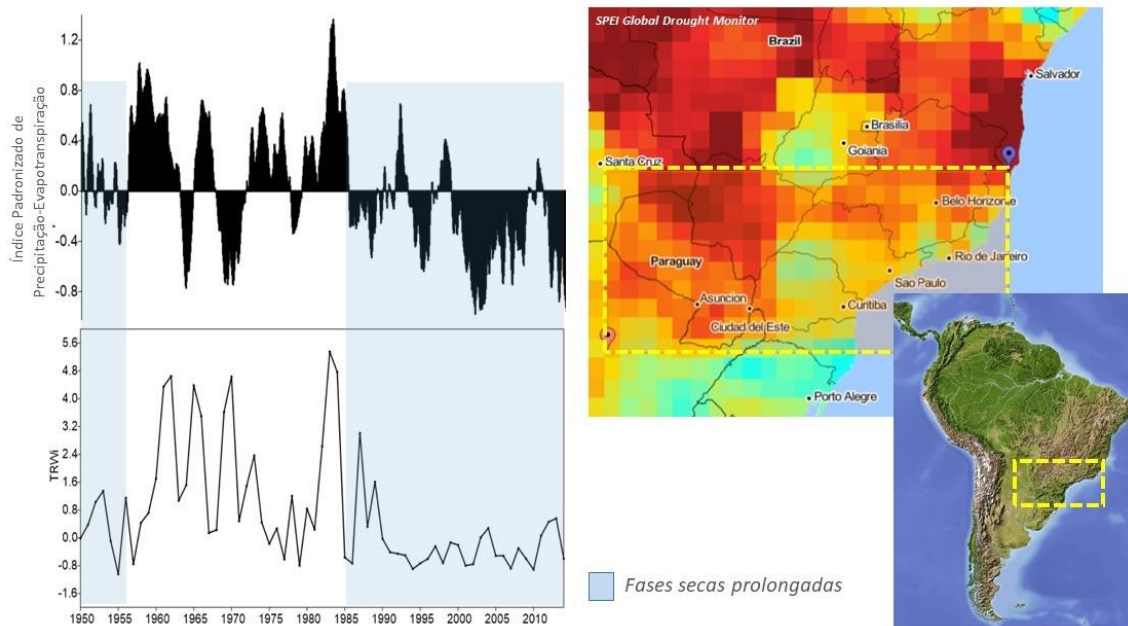 Índice Padronizado de
Precipitação-Evapotranspiração
1.2
0.8
0.4
0.0
-0.4
-0.8
TRWi
5.6
4.8
4.0
3.2
2.4
1.6
0.8
0.0
-0.8
-1.6
1950 1955 1960 1965 1970 1975 1980 1985 1990 1995 2000 2005 2010
SPEI Global Drought Monitor
Brazil
Salvador
Brasilia
Goiania
Santa Cruz
Belo Horizonte
Rio de Janeiro
Paraguay
Sao Paulo
Asuncion
Curitiba
Ciudad del Este
Porto Alegre
Fases secas prolongadas